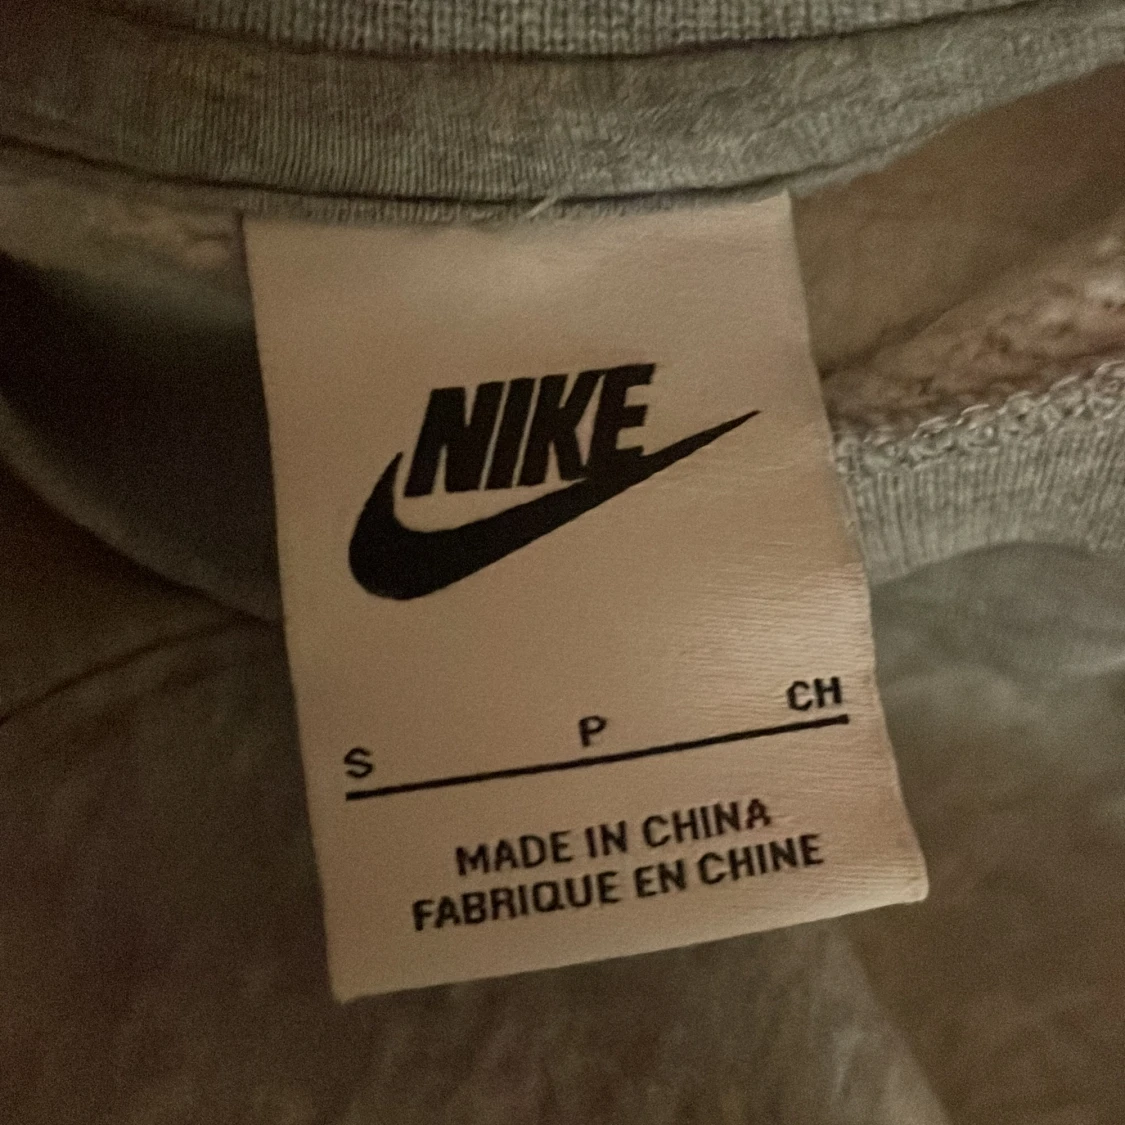 NIKE
S P CH
MADE IN CHINA
FABRIQUE EN CHINE